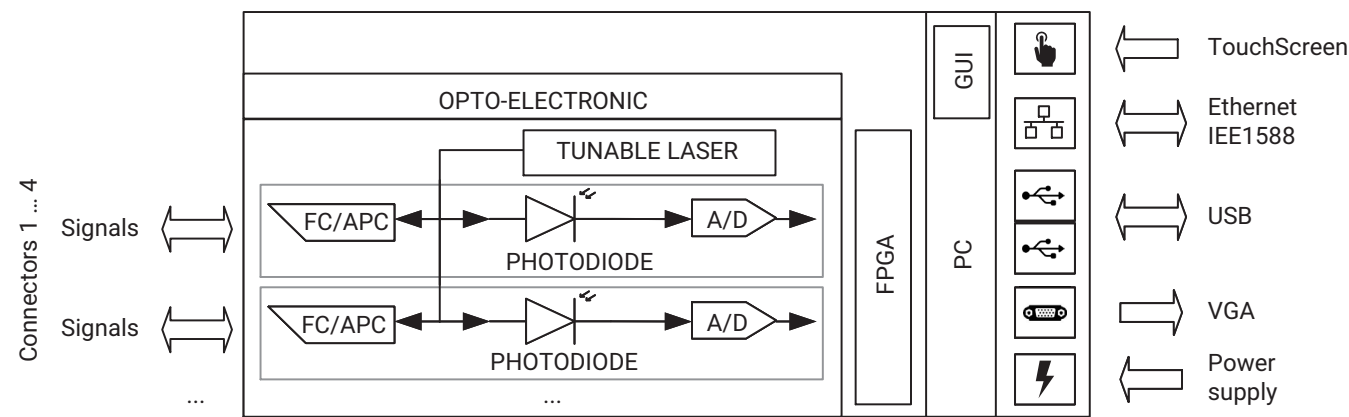 TouchScreen
GUI
OPTO-ELECTRONIC
Ethernet
IEE1588
TUNABLE LASER
Connectors 1 ... 4
Signals
FC/APC
A/D
PHOTODIODE
FPGA
PC
USB
Signals
FC/APC
A/D
PHOTODIODE
VGA
Power
supply
...
...